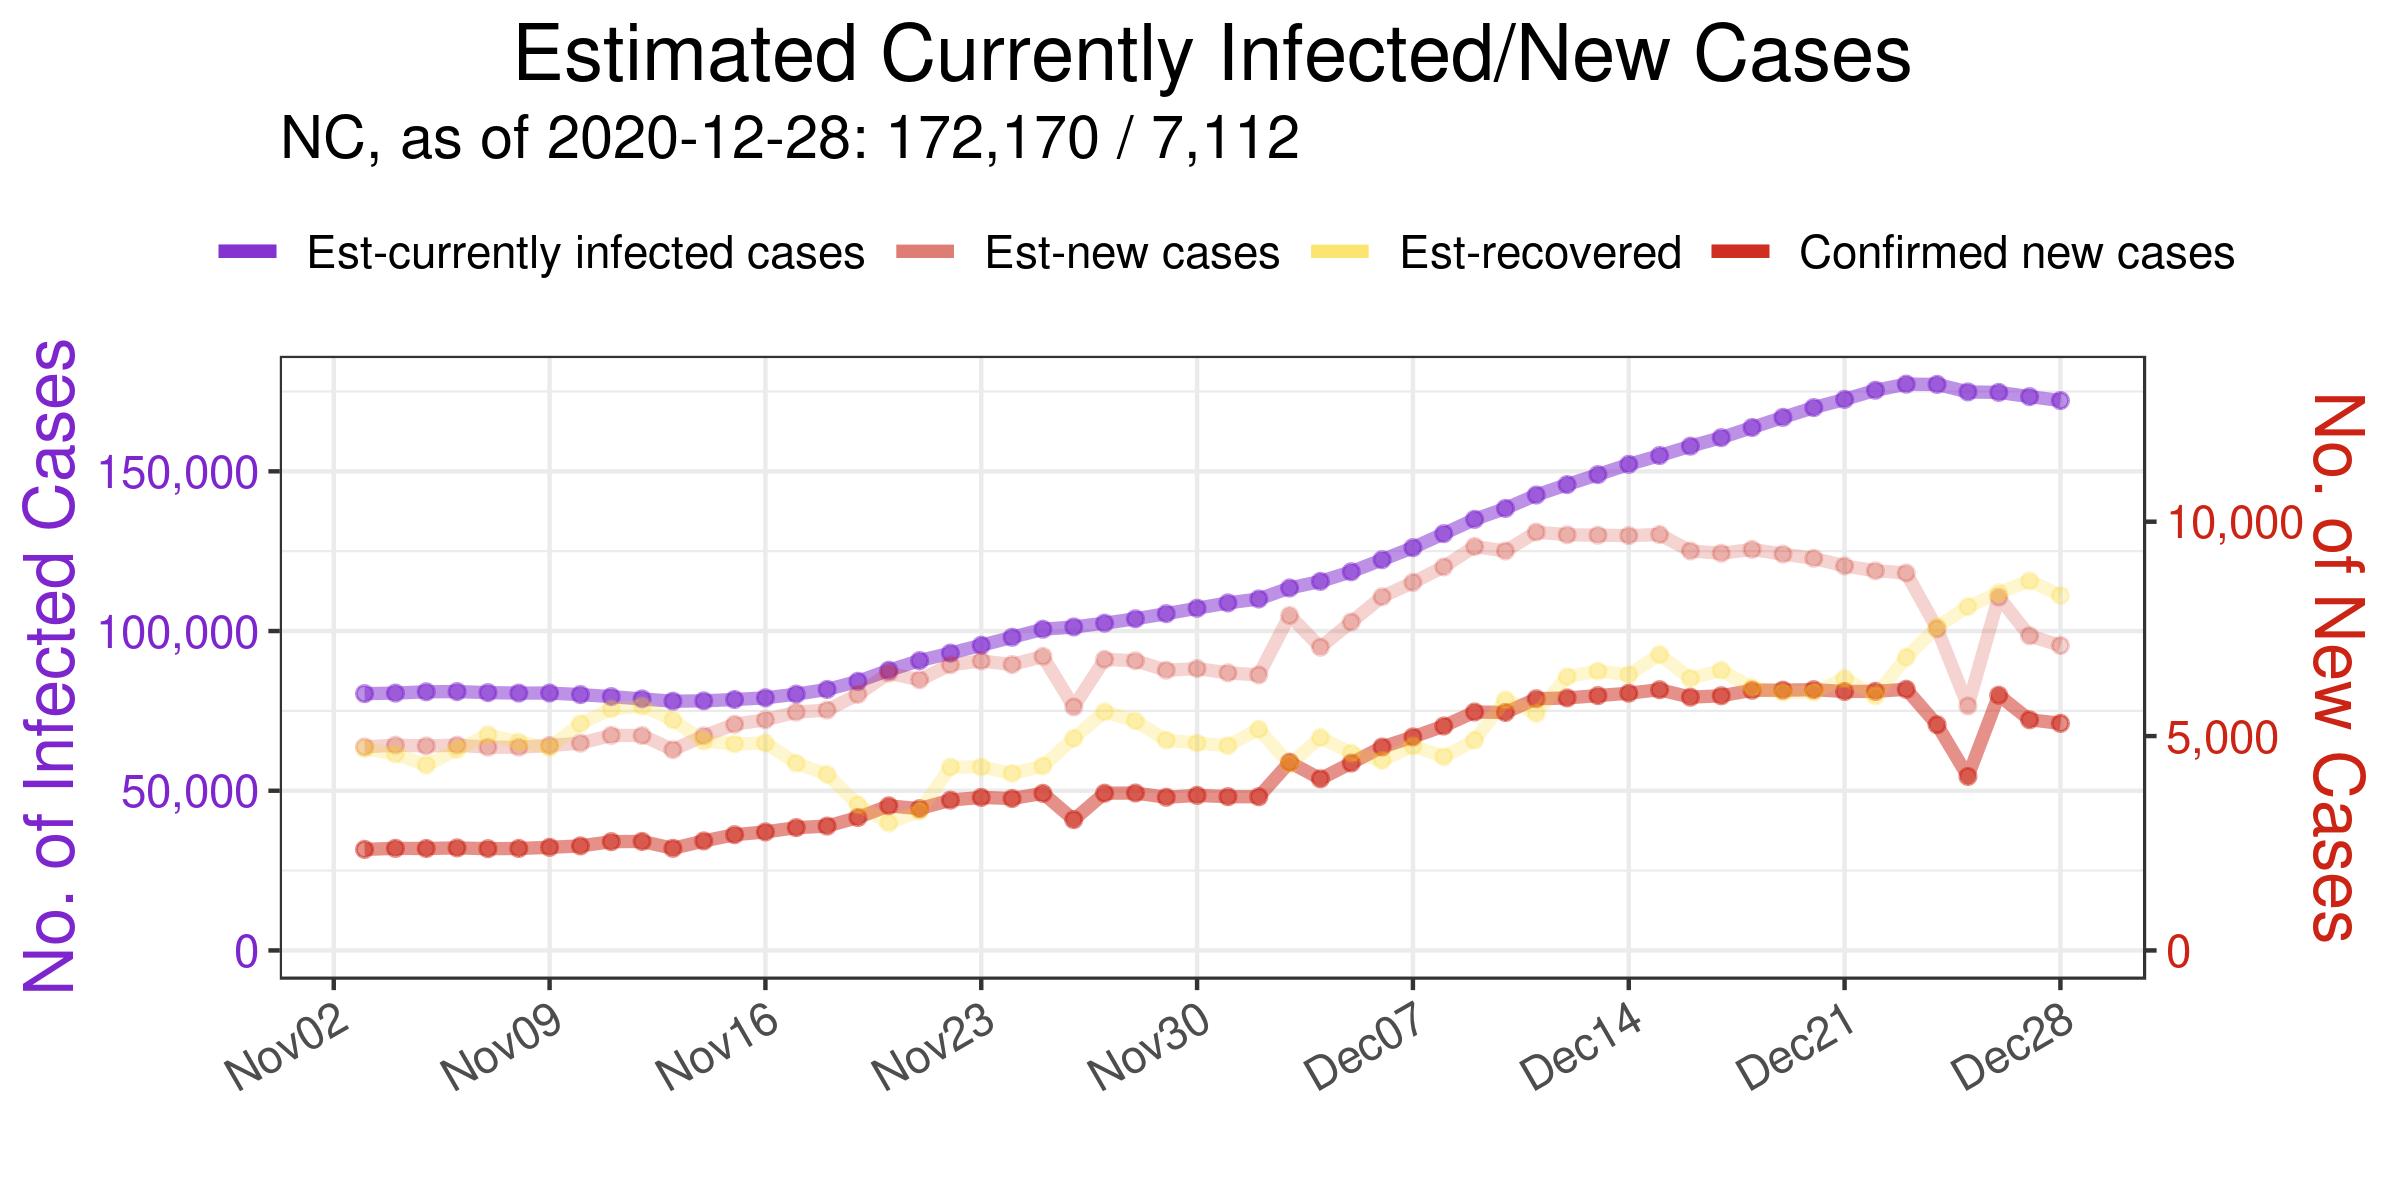 Estimated Currently Infected/New Cases
NC, as of 2020-12-28: 172,170 / 7,112
Est-currently infected cases Est-new cases Est-recovered Confirmed new cases
No. of Infected Cases
150,000
100,000
50,000
0
10,000
5,000
0
No. of New Cases
Nov02 Nov09 Nov16 Nov23 Nov30 Dec07 Dec14 Dec21 Dec28